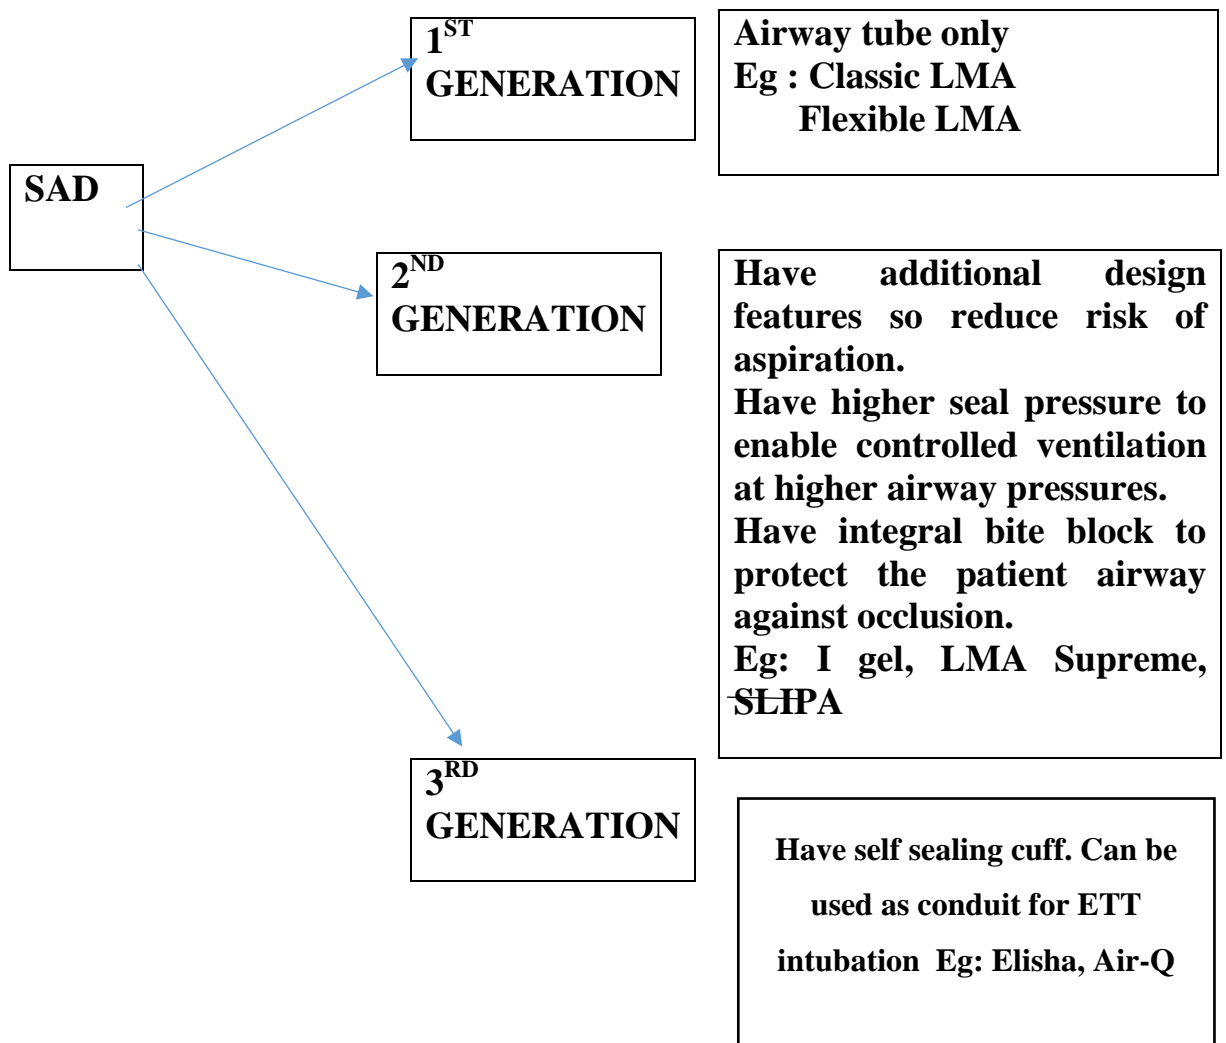 SAD
1ST
GENERATION
Airway tube only
Eg : Classic LMA
Flexible LMA
2ND
GENERATION
Have additional design
features so reduce risk of
aspiration.
Have higher seal pressure to
enable controlled ventilation
at higher airway pressures.
Have integral bite block to
protect the patient airway
against occlusion.
Eg: I gel, LMA Supreme,
SLIPA
3RD
GENERATION
Have self sealing cuff. Can be
used as conduit for ETT
intubation Eg: Elisha, Air-Q